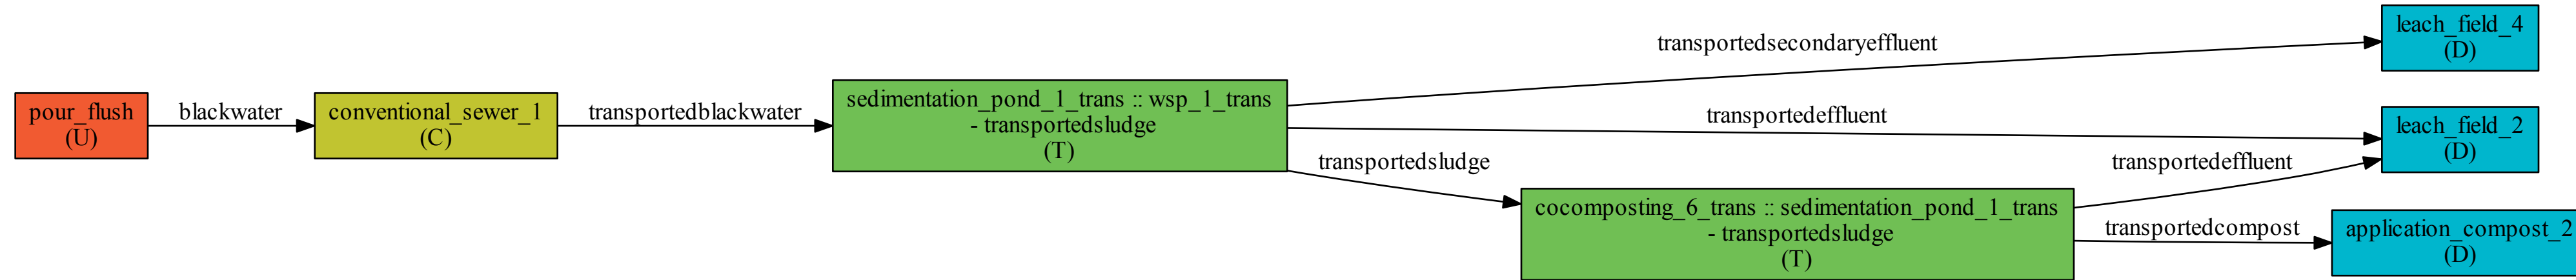 pour_flush
(U)
blackwater
conventional_sewer_1
(C)
transportedblackwater
sedimentation_pond_1_trans :: wsp_1_trans
- transportedsludge
(T)
transportedsecondaryeffluent
transportedeffluent
transportedsludge
cocomposting_6_trans :: sedimentation_pond_1_trans
- transportedsludge
(T)
transportedeffluent
transportedcompost
leach_field_4
(D)
leach_field_2
(D)
application_compost_2
(D)